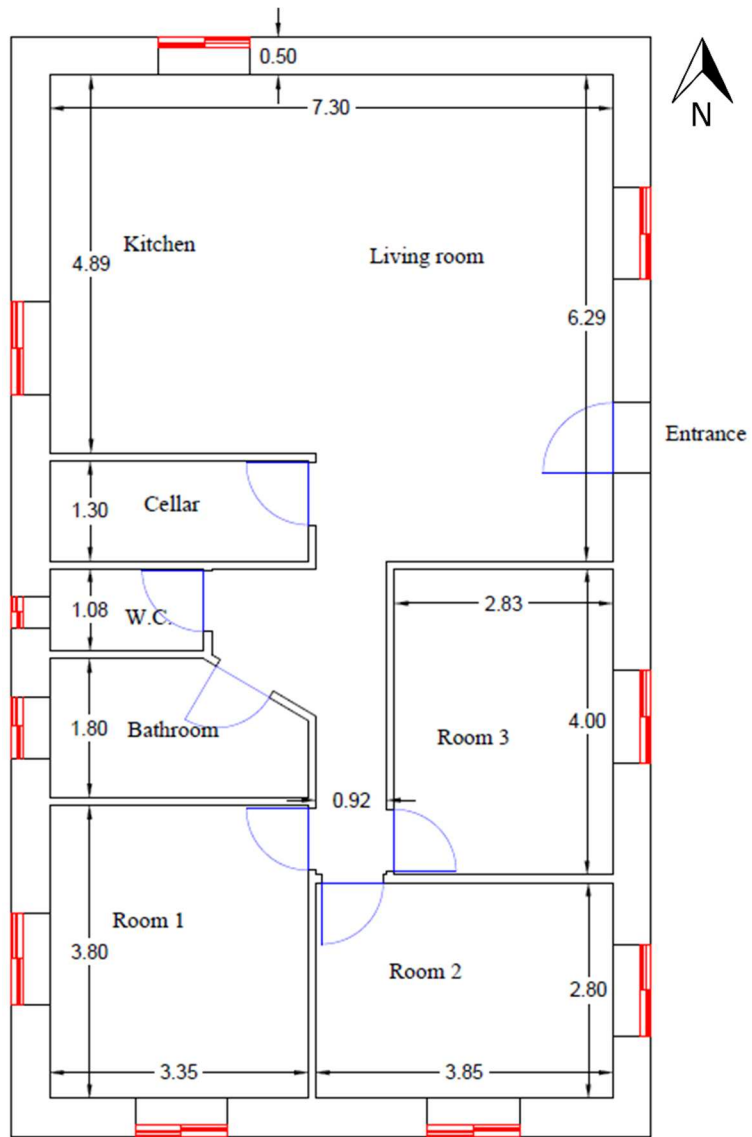 0.50
N
7.30
Kitchen
Living room
4.89
6.29
Entrance
Cellar
1.30
2.83
1.08
W.C.
1.80
Bathroom
Room 3
4.00
0.92
Room 1
3.80
Room 2
2.80
3.35
3.85